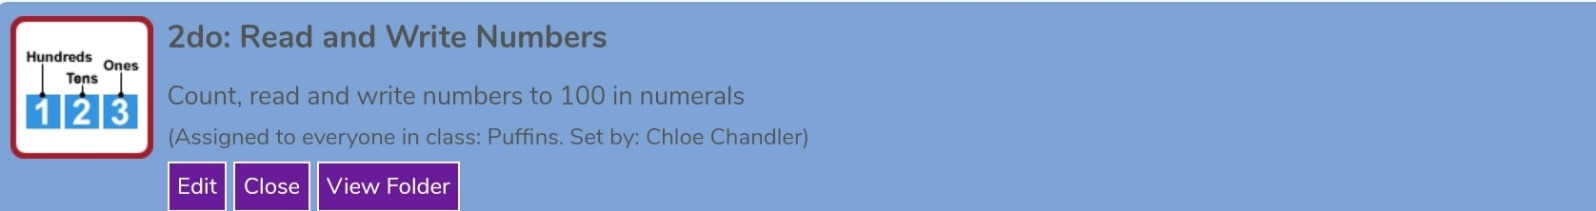 Hundreds
Tens
Ones
1 2 3
2do: Read and Write Numbers
Count, read and write numbers to 100 in numerals
(Assigned to everyone in class: Puffins. Set by: Chloe Chandler)
Edit Close View Folder